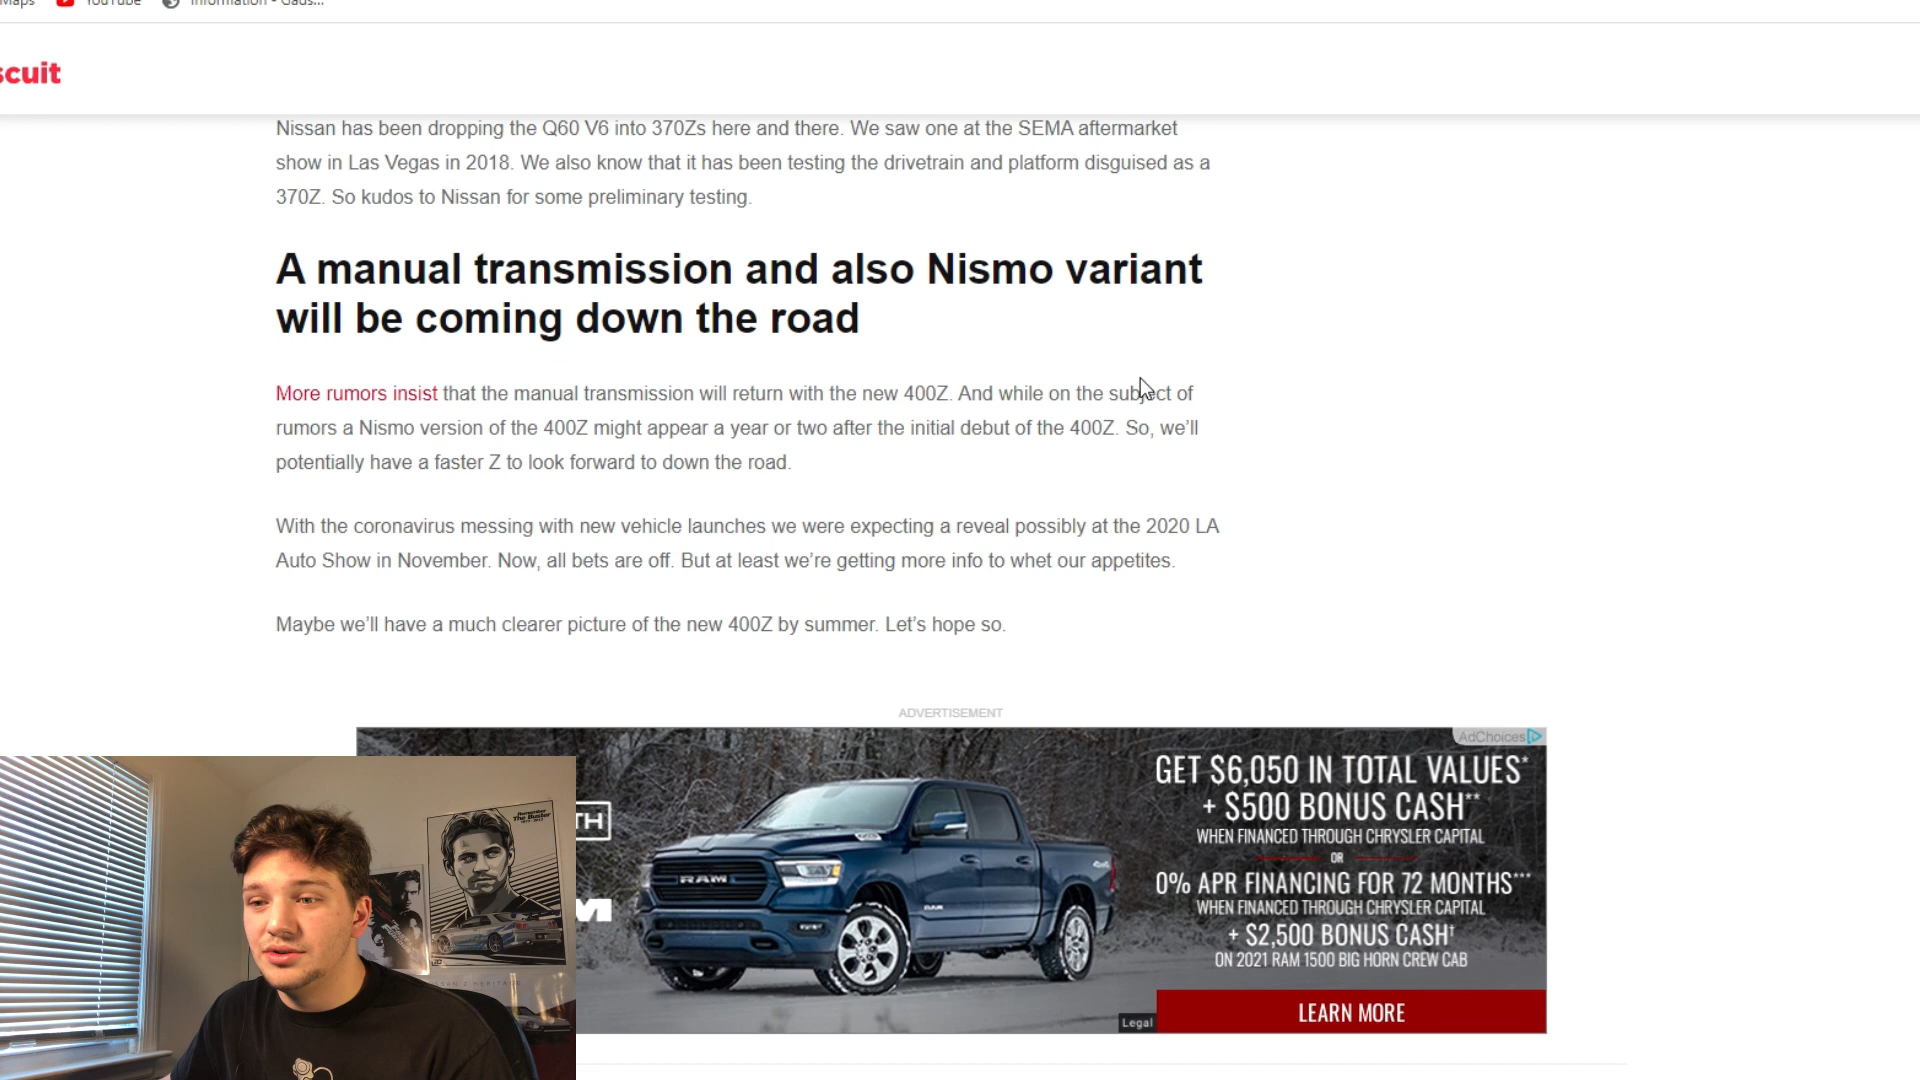 YouTube
scuit
Nissan has been dropping the Q60 V6 into 370Zs here and there. We saw one at the SEMA aftermarket
show in Las Vegas in 2018. We also know that it has been testing the drivetrain and platform disguised as a
370Z. So kudos to Nissan for some preliminary testing.
A manual transmission and also Nismo variant
will be coming down the road
More rumors insist that the manual transmission will return with the new 400Z. And while on the subject of
rumors a Nismo version of the 400Z might appear a year or two after the initial debut of the 400Z. So, we’ll
potentially have a faster Z to look forward to down the road.
With the coronavirus messing with new vehicle launches we were expecting a reveal possibly at the 2020 LA
Auto Show in November. Now, all bets are off. But at least we’re getting more info to whet our appetites.
Maybe we’ll have a much clearer picture of the new 400Z by summer. Let’s hope so.
ADVERTISEMENT
AdChoices
GET $6,050 IN TOTAL VALUES*
+ $500 BONUS CASH**
WHEN FINANCED THROUGH CHRYSLER CAPITAL
OR
0% APR FINANCING FOR 72 MONTHS***
WHEN FINANCED THROUGH CHRYSLER CAPITAL
+ $2,500 BONUS CASH†
ON 2021 RAM 1500 BIG HORN CREW CAB
LEARN MORE
Legal
TH
RAM
Remember
The Buster